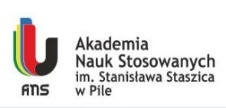 ANS
Akademia
Nauk Stosowanych
im. Stanisława Staszica
w Pile